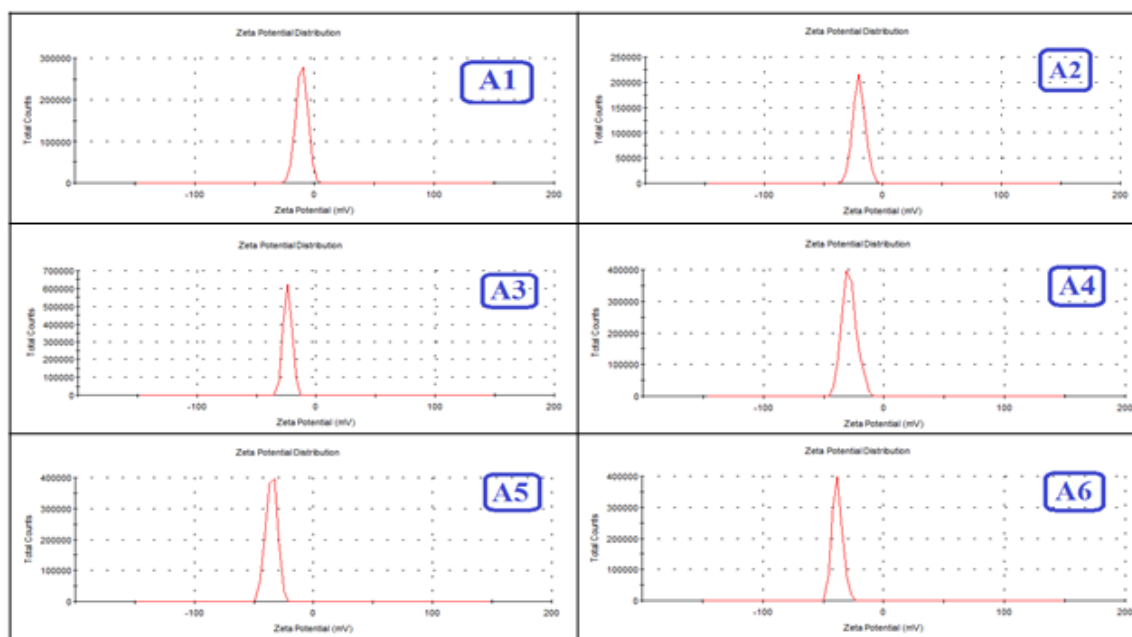 Zeta Potential Distribution
A1
300000
200000
100000
0
Total Counts
-100 0 100 200
Zeta Potential (mV)
Zeta Potential Distribution
A2
250000
200000
150000
100000
50000
0
Total Counts
-100 0 100 200
Zeta Potential (mV)
Zeta Potential Distribution
A3
700000
600000
500000
400000
300000
200000
100000
0
Total Counts
-100 0 100 200
Zeta Potential (mV)
Zeta Potential Distribution
A4
400000
300000
200000
100000
0
Total Counts
-100 0 100 200
Zeta Potential (mV)
Zeta Potential Distribution
A5
400000
300000
200000
100000
0
Total Counts
-100 0 100 200
Zeta Potential (mV)
Zeta Potential Distribution
A6
400000
300000
200000
100000
0
Total Counts
-100 0 100 200
Zeta Potential (mV)